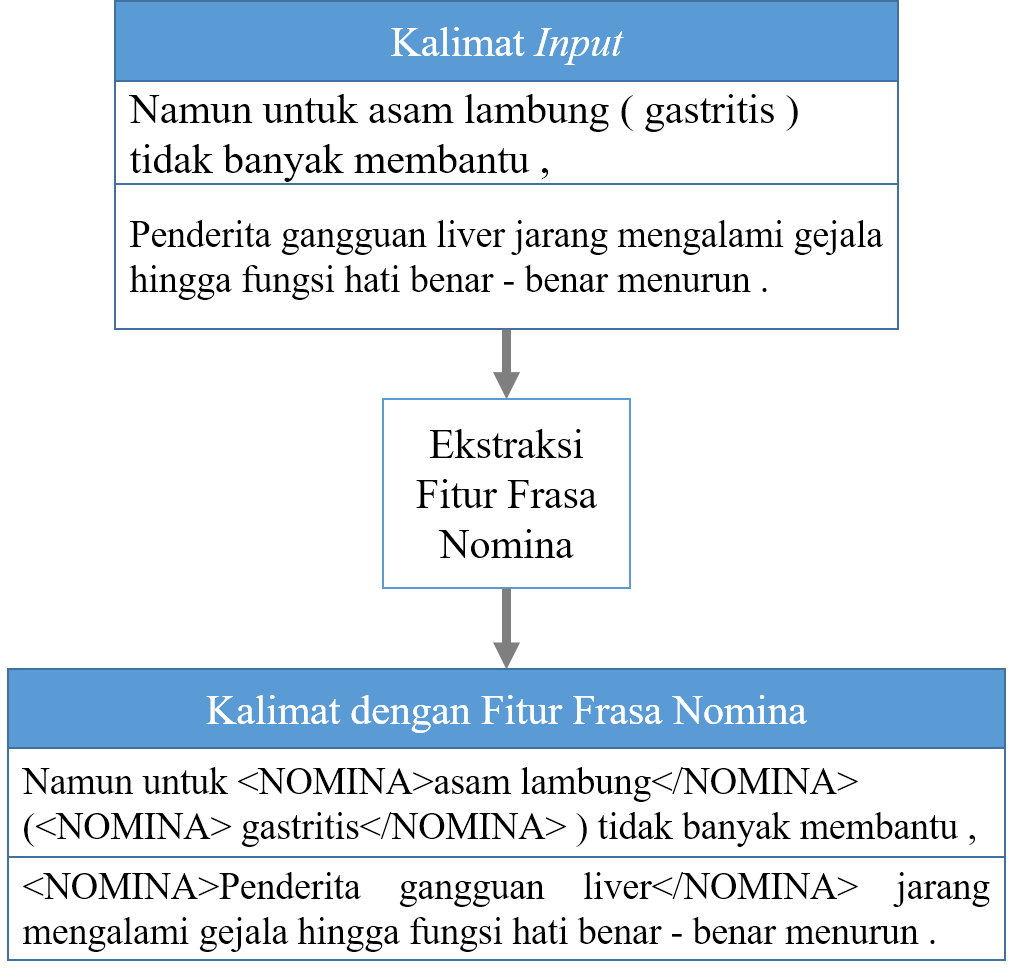 Kalimat Input
Namun untuk asam lambung ( gastritis )
tidak banyak membantu ,
Penderita gangguan liver jarang mengalami gejala
hingga fungsi hati benar - benar menurun .
Ekstraksi
Fitur Frasa
Nomina
Kalimat dengan Fitur Frasa Nomina
Namun untuk <NOMINA>asam lambung</NOMINA>
(<NOMINA> gastritis</NOMINA> ) tidak banyak membantu ,
<NOMINA>Penderita gangguan liver</NOMINA> jarang
mengalami gejala hingga fungsi hati benar - benar menurun .